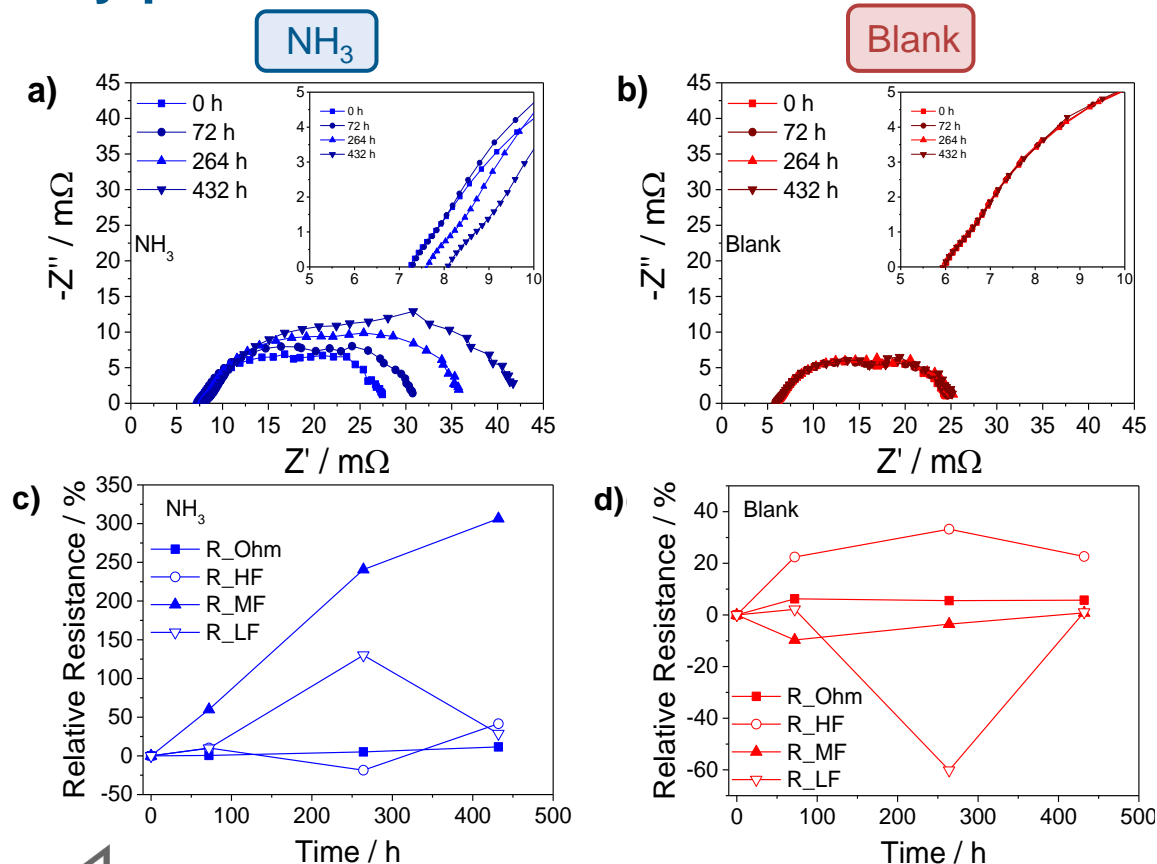 NH₃
Blank
a)
45
40
35
30
25
20
15
10
5
0
-Z'' / mΩ
0 h
72 h
264 h
432 h
NH₃
5
4
3
2
1
0
0 h
72 h
264 h
432 h
5 6 7 8 9 10
0 5 10 15 20 25 30 35 40 45
Z' / mΩ
b)
45
40
35
30
25
20
15
10
5
0
-Z'' / mΩ
0 h
72 h
264 h
432 h
Blank
5
4
3
2
1
0
0 h
72 h
264 h
432 h
5 6 7 8 9 10
0 5 10 15 20 25 30 35 40 45
Z' / mΩ
c)
350
300
250
200
150
100
50
0
-50
Relative Resistance / %
NH₃
R_Ohm
R_HF
R_MF
R_LF
0 100 200 300 400 500
Time / h
d)
40
20
0
-20
-40
-60
Relative Resistance / %
Blank
R_Ohm
R_HF
R_MF
R_LF
0 100 200 300 400 500
Time / h